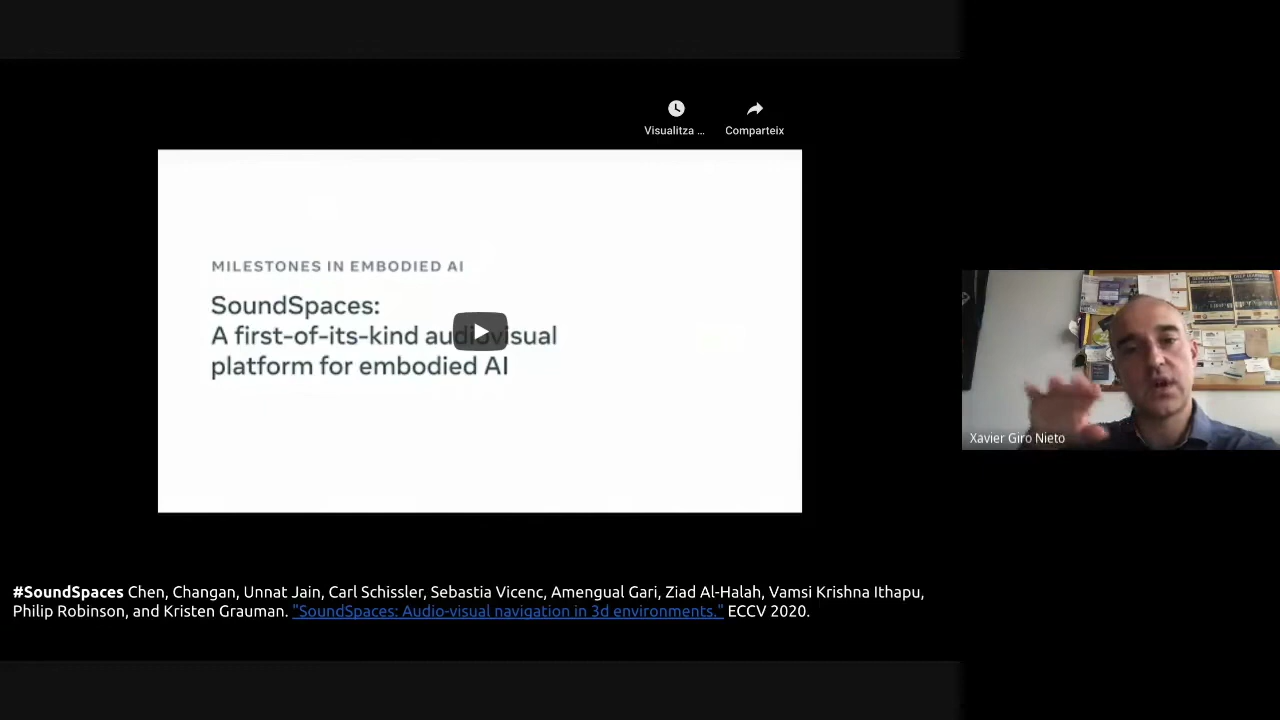 Visualitza ...
Comparteix
MILESTONES IN EMBODIED AI
SoundSpaces:
A first-of-its-kind audiovisual
platform for embodied AI
Xavier Giro Nieto
#SoundSpaces Chen, Changan, Unnat Jain, Carl Schissler, Sebastia Vicenc, Amengual Gari, Ziad Al-Halah, Vamsi Krishna Ithapu,
Philip Robinson, and Kristen Grauman. "SoundSpaces: Audio-visual navigation in 3d environments." ECCV 2020.